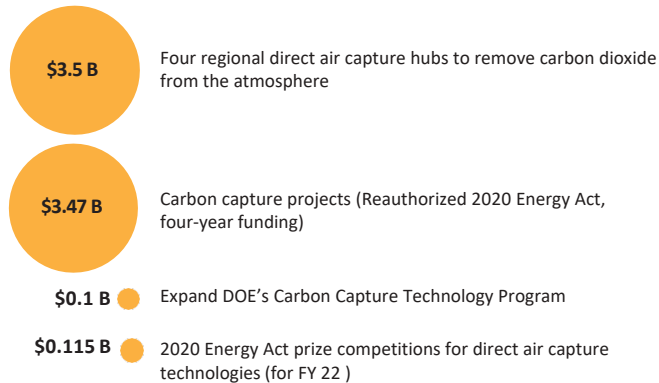 $3.5 B
Four regional direct air capture hubs to remove carbon dioxide
from the atmosphere
$3.47 B
Carbon capture projects (Reauthorized 2020 Energy Act,
four-year funding)
$0.1 B
Expand DOE’s Carbon Capture Technology Program
$0.115 B
2020 Energy Act prize competitions for direct air capture
technologies (for FY 22 )